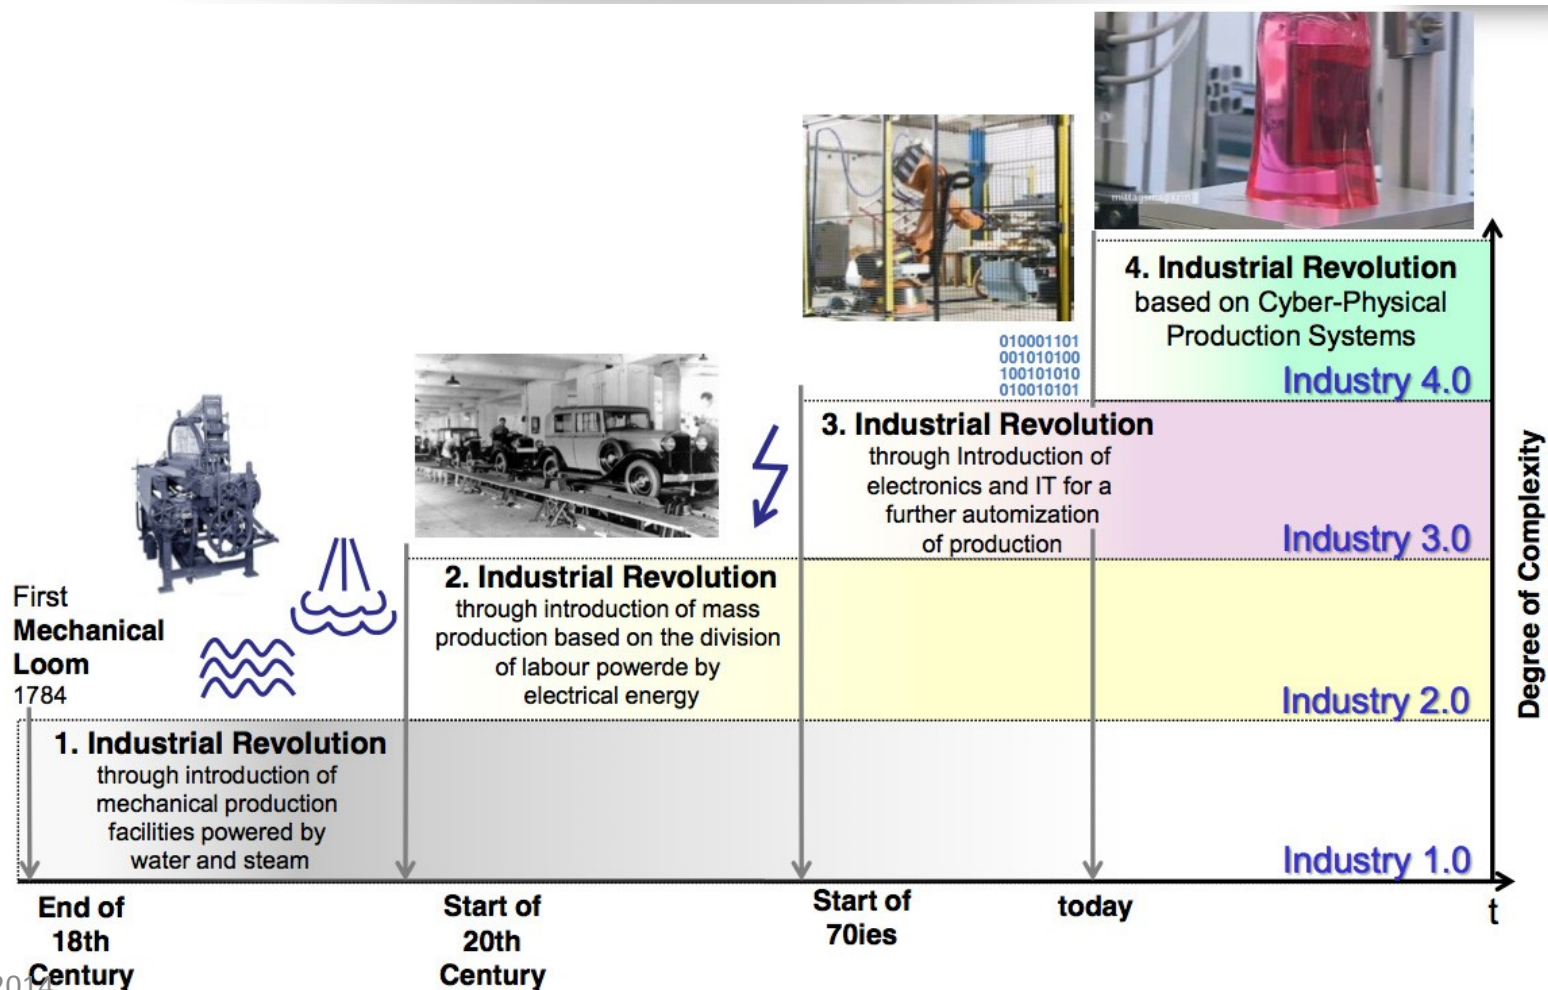 First
Mechanical
Loom
1784
1. Industrial Revolution
through introduction of
mechanical production
facilities powered by
water and steam
Industry 1.0
2. Industrial Revolution
through introduction of mass
production based on the division
of labour powerde by
electrical energy
Industry 2.0
3. Industrial Revolution
through Introduction of
electronics and IT for a
further automization
of production
Industry 3.0
010001101
001010100
100101010
010010101
4. Industrial Revolution
based on Cyber-Physical
Production Systems
Industry 4.0
Degree of Complexity
End of
18th
Century
Start of
20th
Century
Start of
70ies
today
t
2014